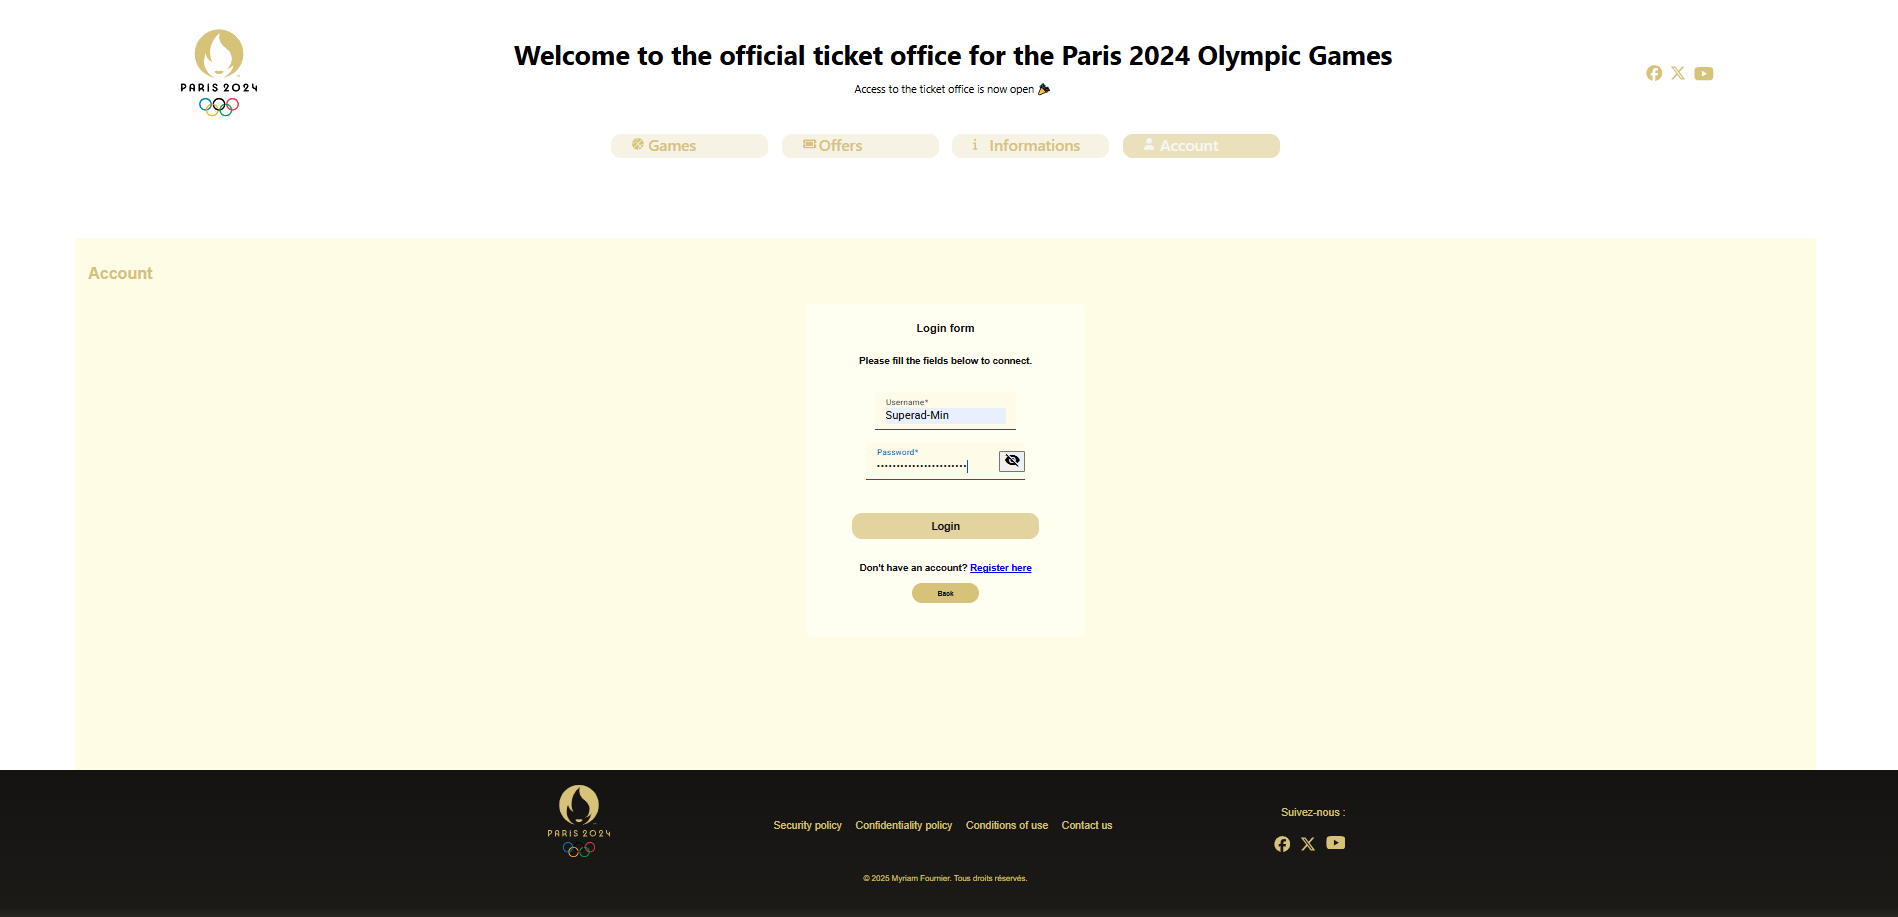 PARIS 2024
Welcome to the official ticket office for the Paris 2024 Olympic Games
Access to the ticket office is now open
Games
Offers
Informations
Account
Account
Login form
Please fill the fields below to connect.
Username*
Superad-Min
Password*
Login
Don't have an account? Register here
Back
PARIS 2024
Security policy
Confidentiality policy
Conditions of use
Contact us
Suivez-nous :
© 2025 Myriam Fournier. Tous droits réservés.